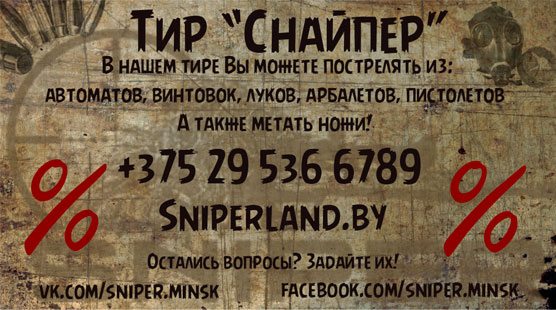 Тир "Снайпер"
В нашем тире Вы можете пострелять из:
автоматов, винтовок, луков, арбалетов, пистолетов
А также метать ножи!
% +375 29 536 6789 %
Sniperland.by
Остались вопросы? Задайте их!
vk.com/sniper.minsk facebook.com/sniper.minsk